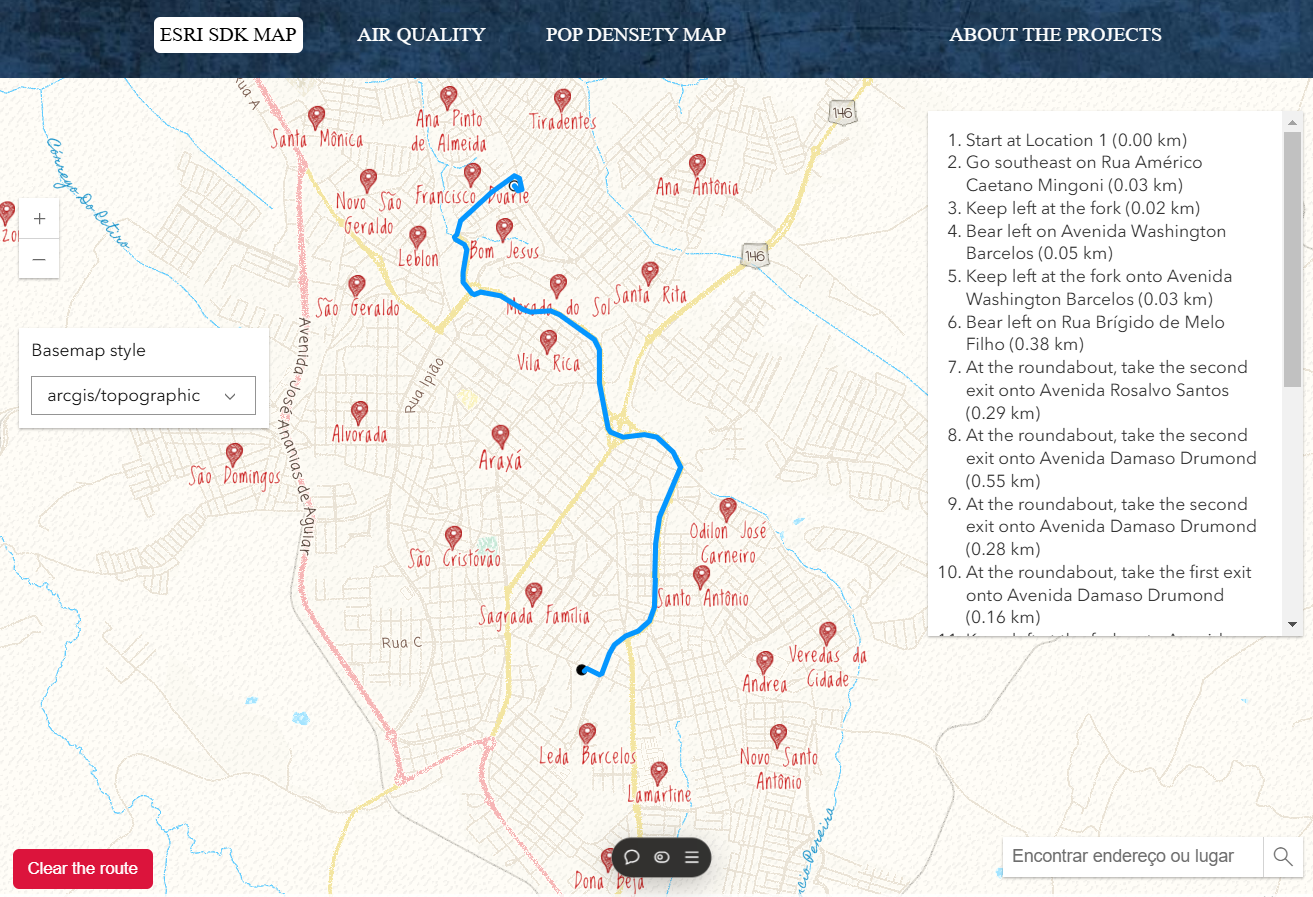 ESRI SDK MAP
AIR QUALITY
POP DENSETY MAP
ABOUT THE PROJECTS
Rua A
146
Santa Mônica
Ana Pinto
de Almeida
Tiradentes
Córrego Do Retiro
Novo São
Geraldo
Francisco Duarte
Ana Antônia
+
−
Leblon
Bom Jesus
146
São Geraldo
Morada do Sol
Santa Rita
Basemap style
arcgis/topographic
Avenida José Ananias de Aguiar
Rua Ipião
Vila Rica
Alvorada
Araxá
São Domingos
São Cristovão
Odilon José
Carneiro
Sagrada Família
Santo Antônio
Rua C
Veredas da
Cidade
Andrea
Leda Barcelos
Novo Santo
Antônio
Lamartine
Dona Beja
cio Pereira
1. Start at Location 1 (0.00 km)
2. Go southeast on Rua Américo
Caetano Mingoni (0.03 km)
3. Keep left at the fork (0.02 km)
4. Bear left on Avenida Washington
Barcelos (0.05 km)
5. Keep left at the fork onto Avenida
Washington Barcelos (0.03 km)
6. Bear left on Rua Brígido de Melo
Filho (0.38 km)
7. At the roundabout, take the second
exit onto Avenida Rosalvo Santos
(0.29 km)
8. At the roundabout, take the second
exit onto Avenida Damaso Drumond
(0.55 km)
9. At the roundabout, take the second
exit onto Avenida Damaso Drumond
(0.28 km)
10. At the roundabout, take the first exit
onto Avenida Damaso Drumond
(0.16 km)
Clear the route
Encontrar endereço ou lugar